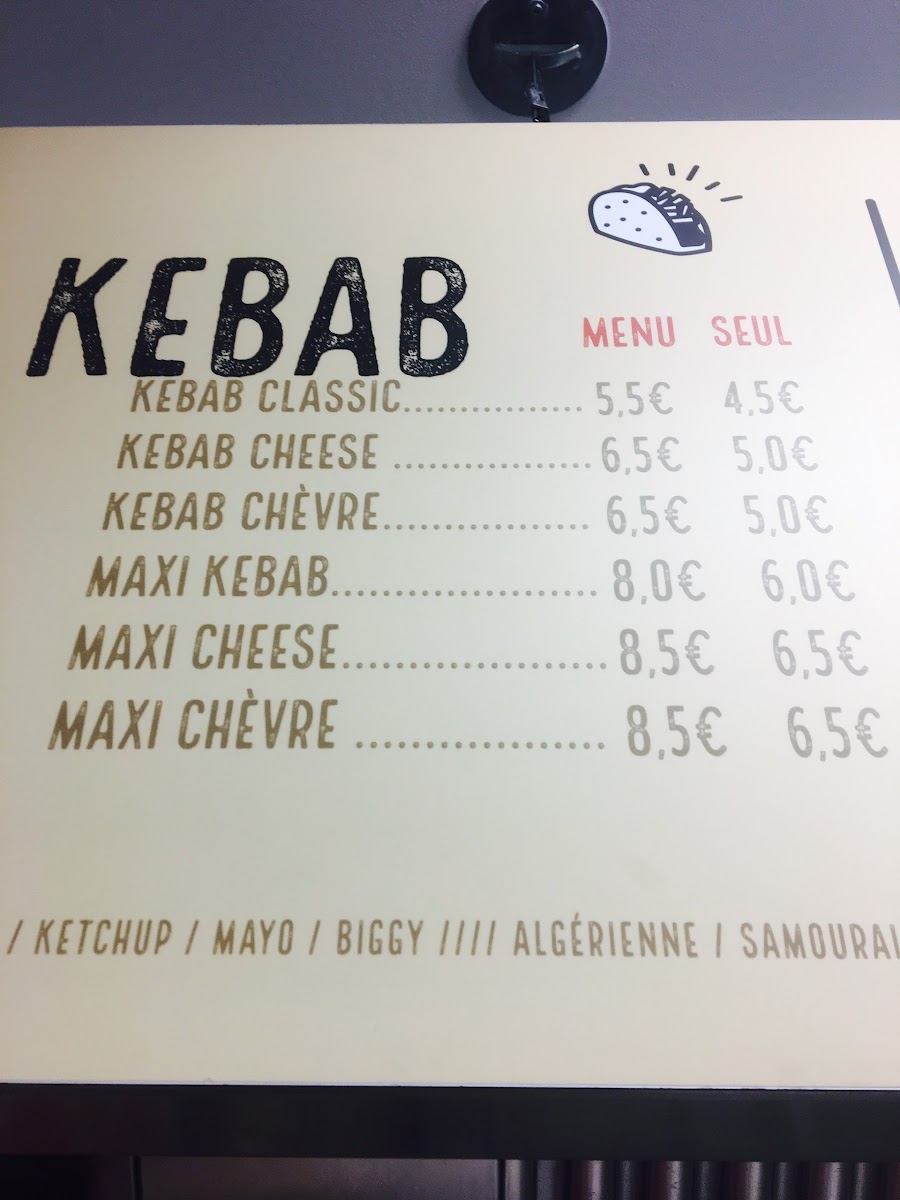 KEBAB
MENU SEUL
KEBAB CLASSIC.................. 5,5€ 4,5€
KEBAB CHEESE .................... 6,5€ 5,0€
KEBAB CHÈVRE.................... 6,5€ 5,0€
MAXI KEBAB......................... 8,0€ 6,0€
MAXI CHEESE........................ 8,5€ 6,5€
MAXI CHÈVRE ...................... 8,5€ 6,5€
/ KETCHUP / MAYO / BIGGY //// ALGÉRIENNE / SAMOURAI